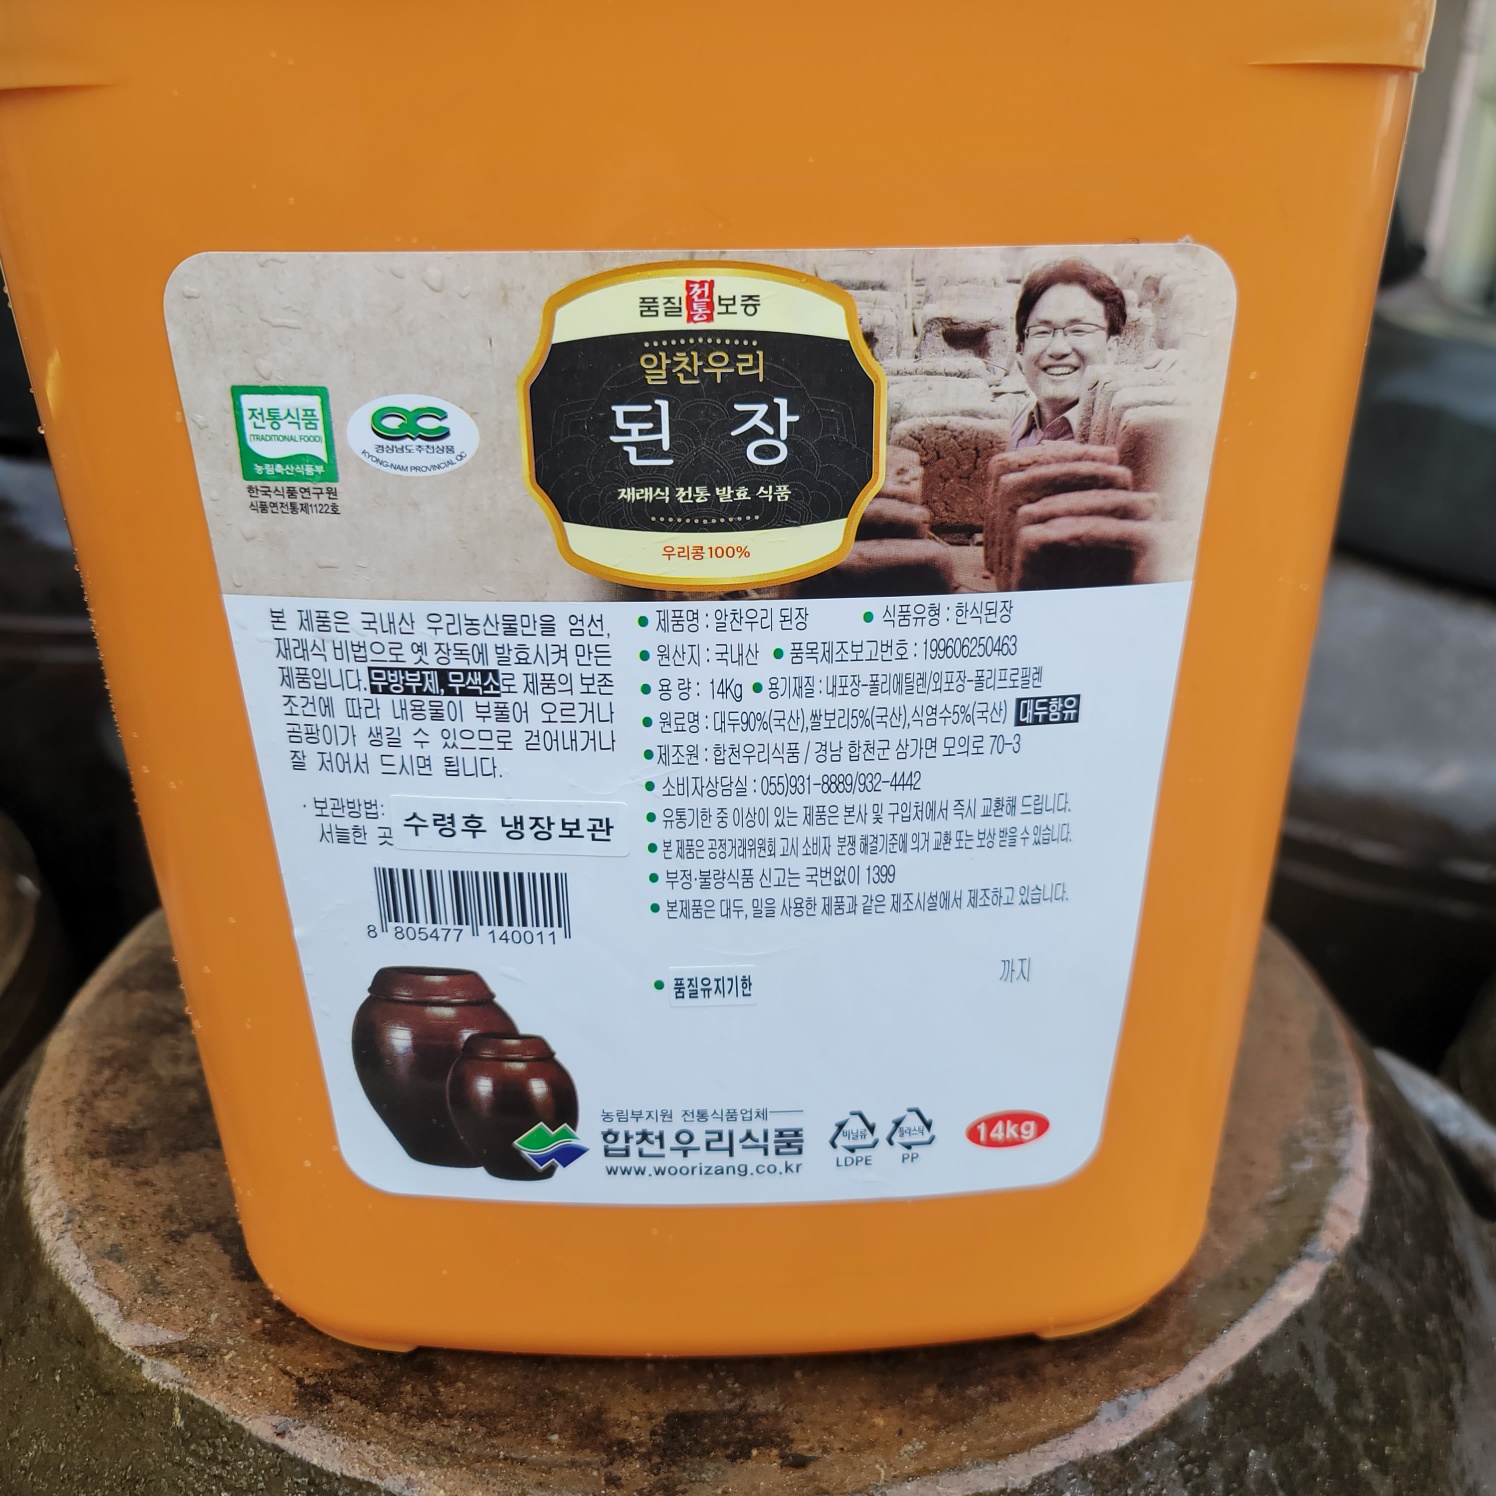 품질 전통 보증
알찬우리
된 장
재래식 전통 발효 식품
우리콩100%
전통식품
(TRADITIONAL FOOD)
농림축산식품부
한국식품연구원
식품연전통제1122호
QC
경상남도추천상품
KYONG-NAM PROVINCIAL QC
본 제품은 국내산 우리농산물만을 엄선,
재래식 비법으로 옛 장독에 발효시켜 만든
제품입니다.무방부제,무색소로 제품의 보존
조건에 따라 내용물이 부풀어 오르거나
곰팡이가 생길 수 있으므로 걷어내거나
잘 저어서 드시면 됩니다.
· 보관방법:
서늘한 곳
수령후 냉장보관
8 805477 140011
● 제품명 : 알찬우리 된장 ● 식품유형 : 한식된장
● 원산지 : 국내산 ● 품목제조보고번호 : 199606250463
● 용 량 : 14Kg ● 용기재질 : 내포장-폴리에틸렌/외포장-폴리프로필렌
● 원료명 : 대두90%(국산),쌀보리5%(국산),식염수5%(국산) 대두함유
● 제조원 : 합천우리식품 / 경남 합천군 삼가면 모의로 70-3
● 소비자상담실 : 055)931-8889/932-4442
● 유통기한 중 이상이 있는 제품은 본사 및 구입처에서 즉시 교환해 드립니다.
● 본 제품은 공정거래위원회 고시 소비자 분쟁 해결기준에 의거 교환 또는 보상 받을 수 있습니다.
● 부정·불량식품 신고는 국번없이 1399
● 본제품은 대두, 밀을 사용한 제품과 같은 제조시설에서 제조하고 있습니다.
● 품질유지기한 까지
농림부지원 전통식품업체
합천우리식품
www.woorizang.co.kr
비닐류
LDPE
플라스틱
PP
14kg